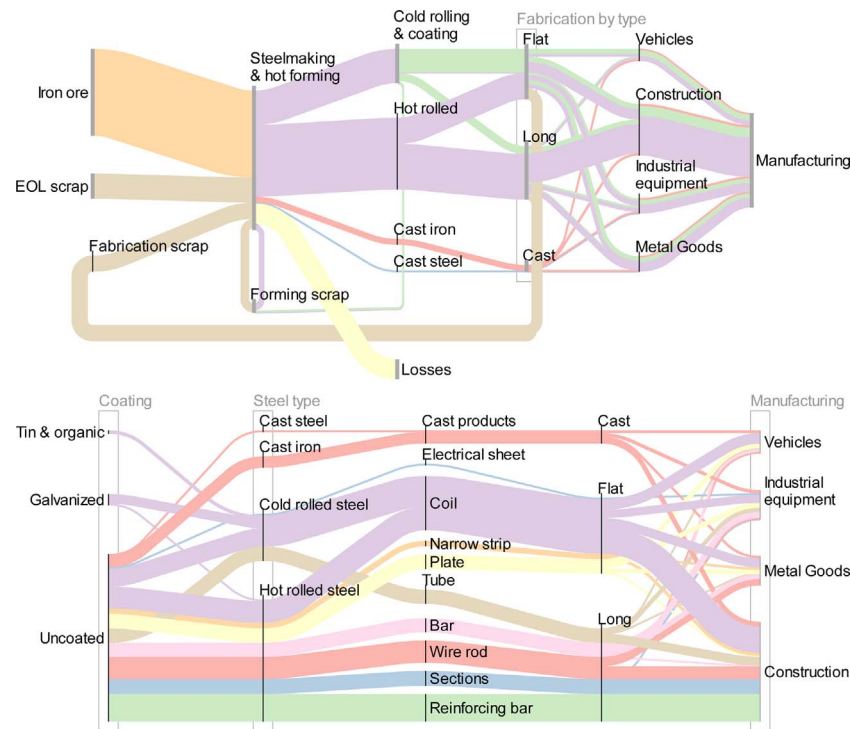 Cold rolling
& coating
Fabrication by type
Flat
Vehicles
Steelmaking
& hot forming
Iron ore
Hot rolled
Construction
Long
Manufacturing
EOL scrap
Industrial
equipment
Fabrication scrap
Cast iron
Cast steel
Cast
Metal Goods
Forming scrap
Losses
Coating
Steel type
Manufacturing
Tin & organic
Cast steel
Cast products
Cast
Vehicles
Cast iron
Electrical sheet
Galvanized
Cold rolled steel
Coil
Flat
Industrial
equipment
Narrow strip
Plate
Metal Goods
Hot rolled steel
Tube
Uncoated
Bar
Long
Wire rod
Construction
Sections
Reinforcing bar